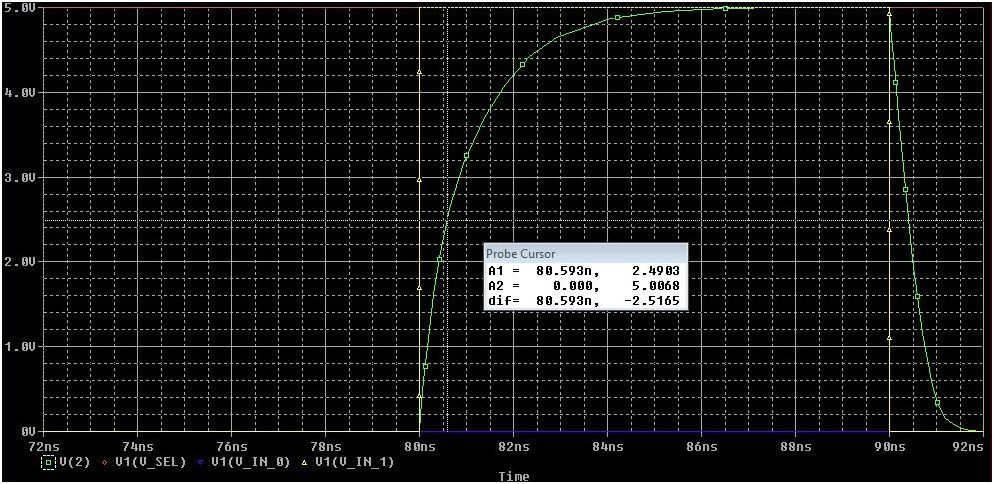 5.0V
4.0V
3.0V
2.0V
1.0V
0V
Probe Cursor
A1 = 80.593n, 2.4903
A2 = 0.000, 5.0068
dif= 80.593n, -2.5165
72ns 74ns 76ns 78ns 80ns 82ns 84ns 86ns 88ns 90ns 92ns
V(2) V1(V_SEL) V1(V_IN_0) V1(V_IN_1)
Time